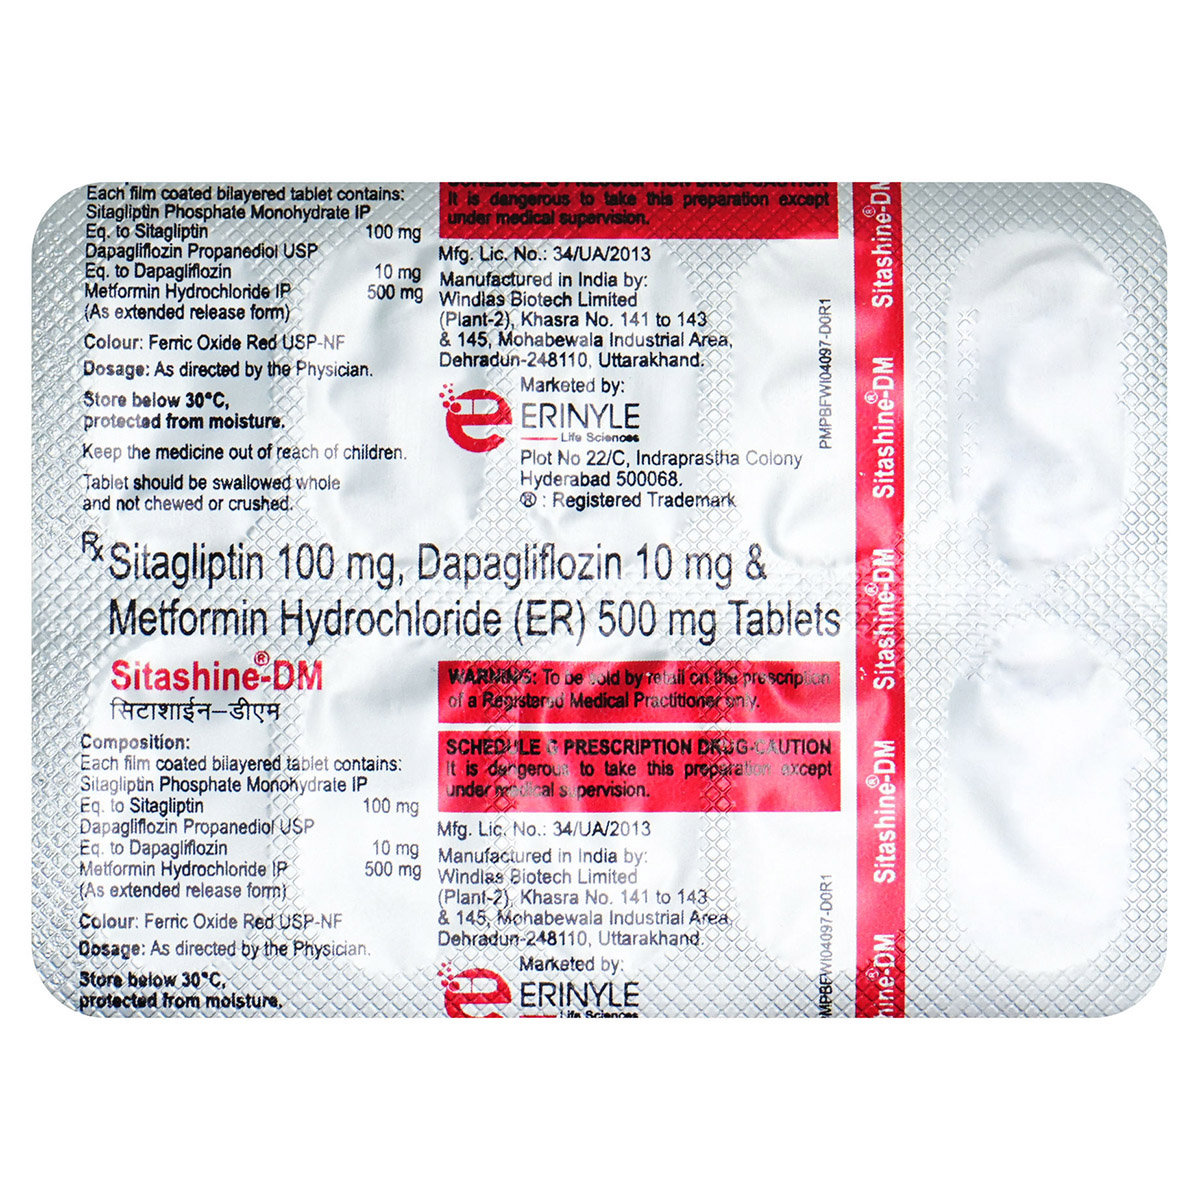 Each film coated bilayered tablet contains:
Sitagliptin Phosphate Monohydrate IP
Eq. to Sitagliptin 100 mg
Dapagliflozin Propanediol USP
Eq. to Dapagliflozin 10 mg
Metformin Hydrochloride IP 500 mg
(As extended release form)
Colour: Ferric Oxide Red USP-NF
Dosage: As directed by the Physician.
Store below 30°C,
protected from moisture.
Keep the medicine out of reach of children.
Tablet should be swallowed whole
and not chewed or crushed.
It is dangerous to take this preparation except
under medical supervision.
Mfg. Lic. No.: 34/UA/2013
Manufactured in India by:
Windlas Biotech Limited
(Plant-2), Khasra No. 141 to 143
& 145, Mohabewala Industrial Area,
Dehradun-248110, Uttarakhand.
Marketed by:
ERINYLE
Life Sciences
Plot No 22/C, Indraprastha Colony
Hyderabad 500068.
® : Registered Trademark
PMPBFWI04097-D0R1
Rx Sitagliptin 100 mg, Dapagliflozin 10 mg &
Metformin Hydrochloride (ER) 500 mg Tablets
Sitashine®-DM
सिटाशाईन-डीएम
Composition:
Each film coated bilayered tablet contains:
Sitagliptin Phosphate Monohydrate IP
Eq. to Sitagliptin 100 mg
Dapagliflozin Propanediol USP
Eq. to Dapagliflozin 10 mg
Metformin Hydrochloride IP 500 mg
(As extended release form)
Colour: Ferric Oxide Red USP-NF
Dosage: As directed by the Physician.
Store below 30°C,
protected from moisture.
WARNINGS: To be sold by retail on the prescription
of a Registered Medical Practitioner only.
SCHEDULE G PRESCRIPTION DRUG-CAUTION
It is dangerous to take this preparation except
under medical supervision.
Mfg. Lic. No.: 34/UA/2013
Manufactured in India by:
Windlas Biotech Limited
(Plant-2), Khasra No. 141 to 143
& 145, Mohabewala Industrial Area,
Dehradun-248110, Uttarakhand.
Marketed by:
ERINYLE
Life Sciences
PMPBFWI04097-D0R1
Sitashine®-DM
Sitashine®-DM
Sitashine®-DM
Sitashine®-DM
shine®-DM